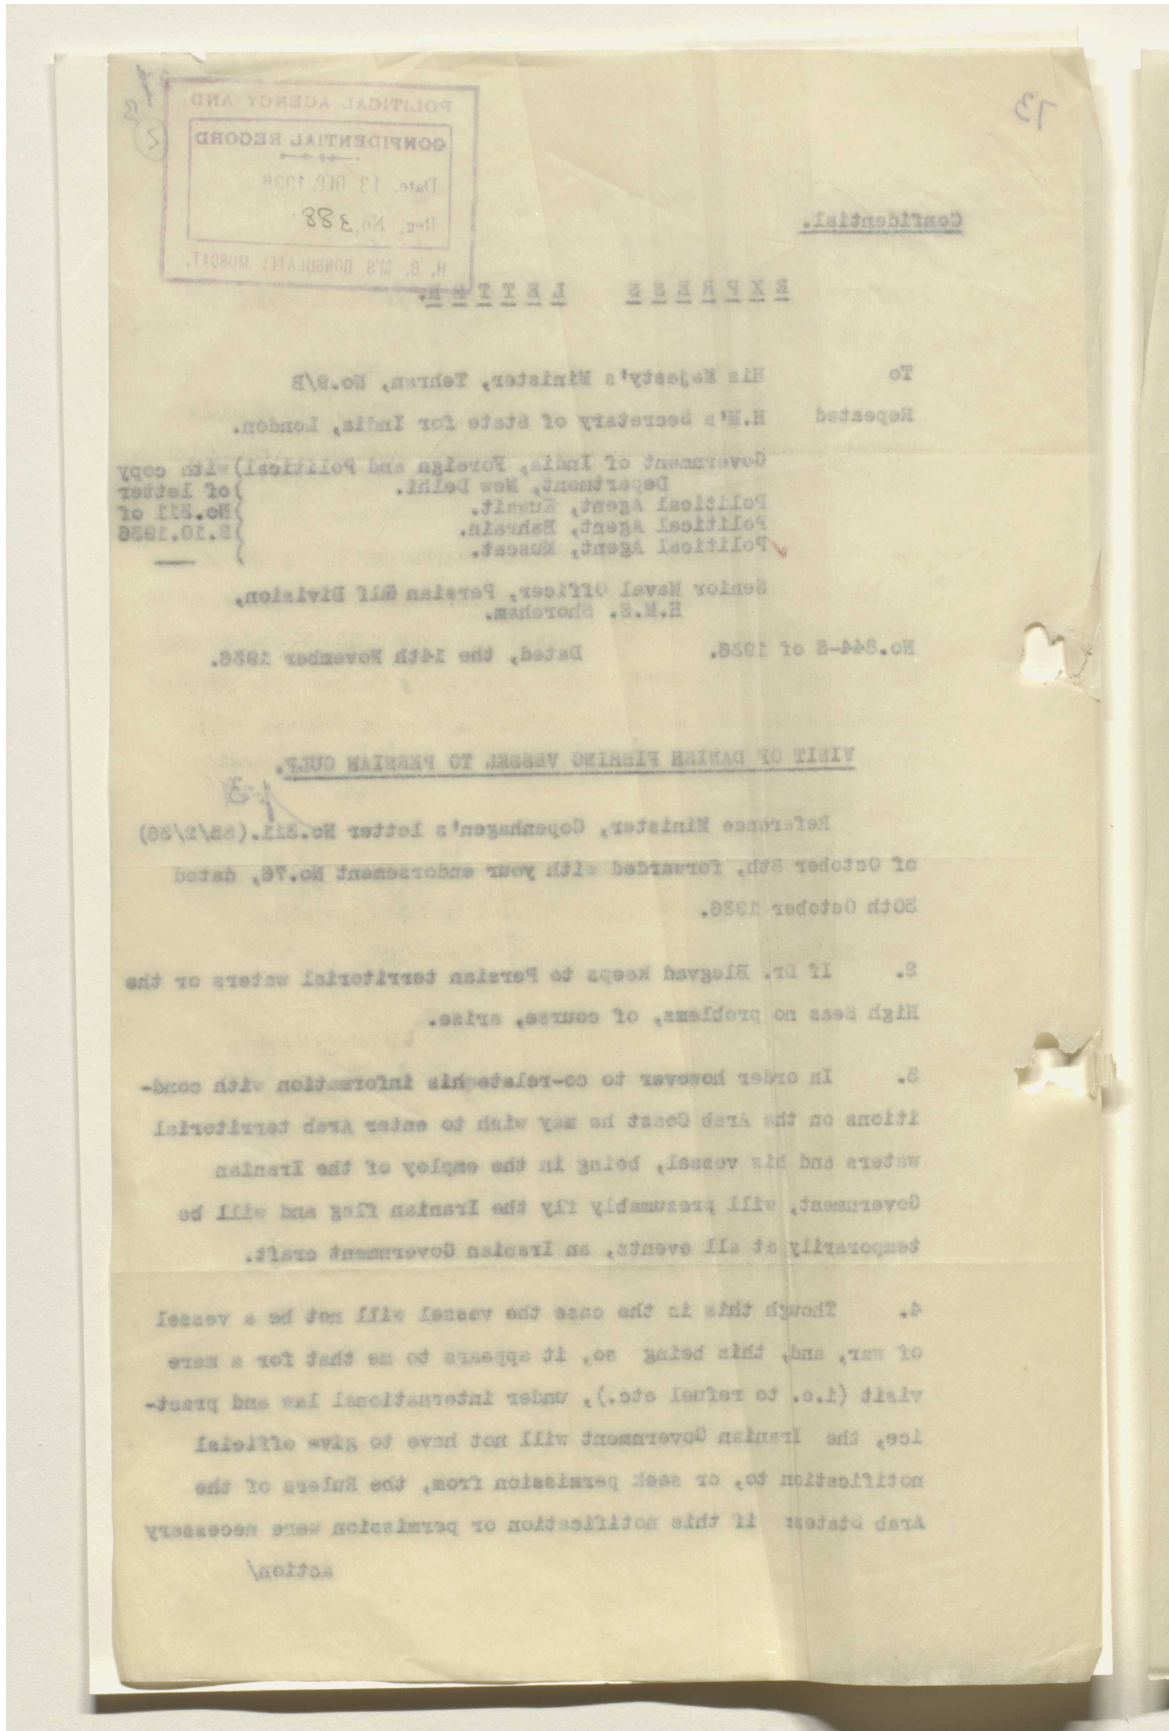 73
POLITICAL AGENCY AND
CONFIDENTIAL RECORD
Date. 13 DEC 1936
Reg. No. 388
H. B. M'S CONSULATE; MUSCAT.
Confidential.
EXPRESS LETTER.
To His Majesty's Minister, Tehran, No.9/B
Repeated H.M's Secretary of State for India, London.
Government of India, Foreign and Political)with copy
Department, New Delhi. )of letter
Political Agent, Kuwait. )No.311 of
Political Agent, Bahrain. )8.10.1936
Political Agent, Muscat. )
Senior Naval Officer, Persian Gulf Division,
H.M.S. Shoreham.
No.844-S of 1936. Dated, the 14th November 1936.
VISIT OF DANISH FISHING VESSEL TO PERSIAN GULF.
Reference Minister, Copenhagen's letter No.311.(55/2/36)
of October 8th, forwarded with your endorsement No.76, dated
30th October 1936.
2. If Dr. Blegvad keeps to Persian territorial waters or the
High Seas no problems, of course, arise.
3. In order however to co-relate his information with cond-
itions on the Arab Coast he may wish to enter Arab territorial
waters and his vessel, being in the employ of the Iranian
Government, will presumably fly the Iranian flag and will be
temporarily at all events, an Iranian Government craft.
4. Though this is the case the vessel will not be a vessel
of war, and, this being so, it appears to me that for a mere
visit (i.e. to refuel etc.), under international law and pract-
ice, the Iranian Government will not have to give official
notification to, or seek permission from, the Rulers of the
Arab States: if this notification or permission were necessary
action/